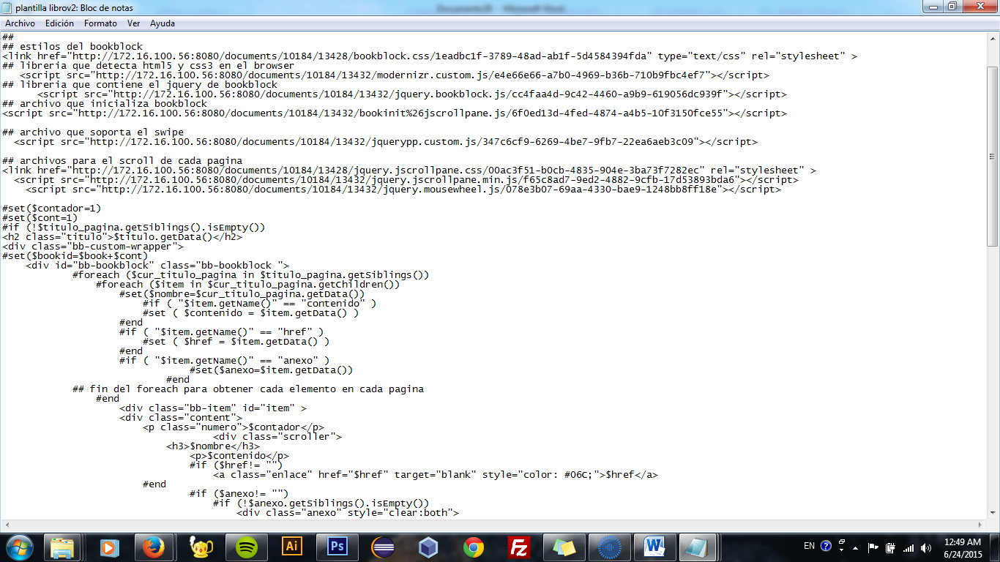 plantilla librov2: Bloc de notas
Archivo Edición Formato Ver Ayuda
##
## estilos del bookblock
<link href="http://172.16.100.56:8080/documents/10184/13428/bookblock.css/1eadbc1f-3789-48ad-ab1f-5d4584394fda" type="text/css" rel="stylesheet" >
## libreria que detecta html5 y css3 en el browser
<script src="http://172.16.100.56:8080/documents/10184/13432/modernizr.custom.js/e4e66e66-a7b0-4969-b36b-710b9fbc4ef7"></script>
## libreria que contiene el jquery de bookblock
<script src="http://172.16.100.56:8080/documents/10184/13432/jquery.bookblock.js/cc4faa4d-9c42-4460-a9b9-619056dc939f"></script>
## archivo que inicializa bookblock
<script src="http://172.16.100.56:8080/documents/10184/13432/bookinit%26jscrollpane.js/6f0ed13d-4fed-4874-a4b5-10f3150fce55"></script>
## archivo que soporta el swipe
<script src="http://172.16.100.56:8080/documents/10184/13432/jquerypp.custom.js/347c6cf9-6269-4be7-9fb7-22ea6aeb3c09"></script>
## archivos para el scroll de cada pagina
<link href="http://172.16.100.56:8080/documents/10184/13428/jquery.jscrollpane.css/00ac3f51-b0cb-4835-904e-3ba73f7282ec" rel="stylesheet" >
<script src="http://172.16.100.56:8080/documents/10184/13432/jquery.jscrollpane.min.js/f65c8ad7-9ed2-4882-9cfb-17d53893bda6"></script>
<script src="http://172.16.100.56:8080/documents/10184/13432/jquery.mousewheel.js/078e3b07-69aa-4330-bae9-1248bb8ff18e"></script>
#set($contador=1)
#set($cont=1)
#if (!$titulo_pagina.getSiblings().isEmpty())
<h2 class="titulo">$titulo.getData()</h2>
<div class="bb-custom-wrapper">
#set($bookid=$book+$cont)
<div id="bb-bookblock" class="bb-bookblock ">
#foreach ($cur_titulo_pagina in $titulo_pagina.getSiblings())
#foreach ($item in $cur_titulo_pagina.getChildren())
#set($nombre=$cur_titulo_pagina.getData())
#if ( "$item.getName()" == "contenido" )
#set ( $contenido = $item.getData() )
#end
#if ( "$item.getName()" == "href" )
#set ( $href = $item.getData() )
#end
#if ( "$item.getName()" == "anexo" )
#set($anexo=$item.getData())
#end
## fin del foreach para obtener cada elemento en cada pagina
#end
<div class="bb-item" id="item" >
<div class="content">
<p class="numero">$contador</p>
<div class="scroller">
<h3>$nombre</h3>
<p>$contenido</p>
#if ($href!= "")
<a class="enlace" href="$href" target="blank" style="color: #06C;">$href</a>
#end
#if ($anexo!= "")
#if (!$anexo.getSiblings().isEmpty())
<div class="anexo" style="clear:both">
Ai
Ps
Fz
W
EN
12:49 AM
6/24/2015